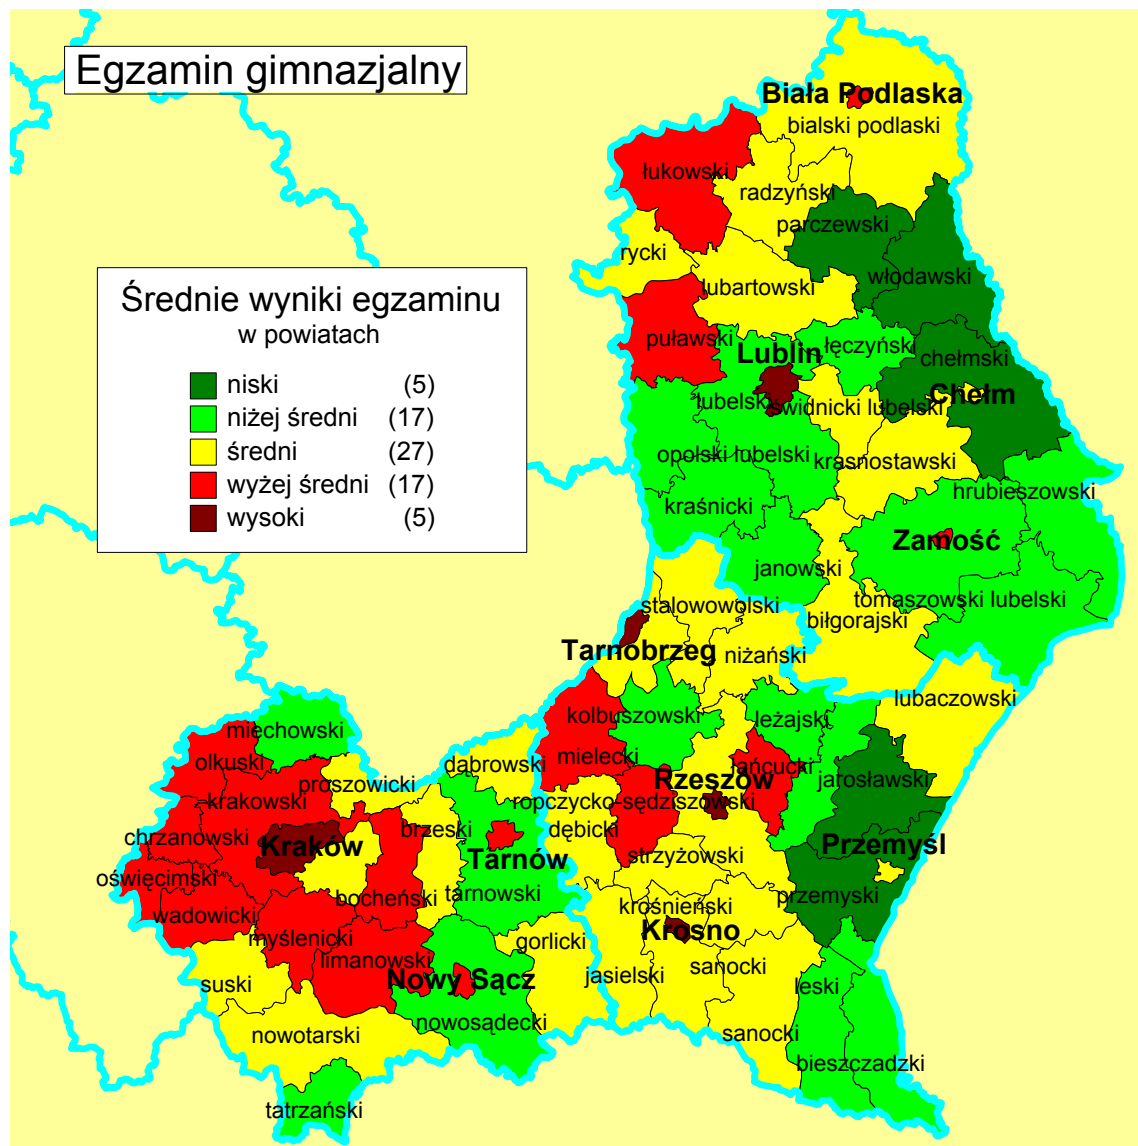 Egzamin gimnazjalny
Biała Podlaska
bialski podlaski
łukowski
radzyński
parczewski
rycki
włodawski
lubartowski
Średnie wyniki egzaminu
w powiatach
niski (5)
niżej średni (17)
średni (27)
wyżej średni (17)
wysoki (5)
puławski
Lublin
łęczyński
chełmski
Chełm
lubelski
świdnicki lubelski
opolski lubelski
krasnostawski
hrubieszowski
kraśnicki
Zamość
janowski
tomaszowski lubelski
stalowowolski
biłgorajski
Tarnobrzeg
niżański
lubaczowski
kolbuszowski
leżajski
miechowski
mielecki
olkuski
dąbrowski
łańcucki
proszowicki
Rzeszów
jarosławski
krakowski
ropczycko-sędziszowski
chrzanowski
brzeski
dębicki
Kraków
Tarnów
strzyżowski
Przemyśl
oświęcimski
bocheński
tarnowski
przemyski
wadowicki
krośnieński
myślenicki
gorlicki
Krosno
limanowski
suski
Nowy Sącz
jasielski
sanocki
leski
nowotarski
nowosądecki
sanocki
bieszczadzki
tatrzański